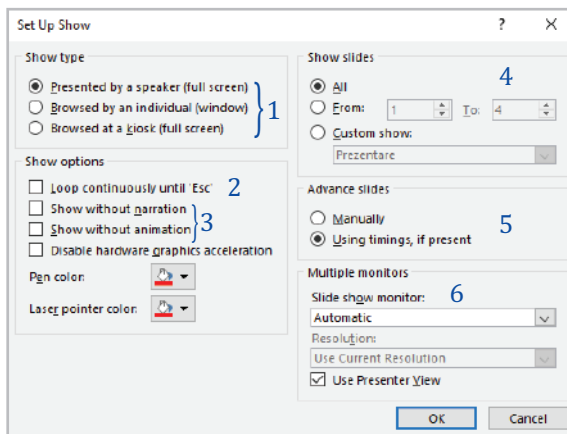 Set Up Show ? X
Show type
Presented by a speaker (full screen)
Browsed by an individual (window)
Browsed at a kiosk (full screen)
1
Show options
Loop continuously until 'Esc' 2
Show without narration
Show without animation
3
Disable hardware graphics acceleration
Pen color:
Laser pointer color:
Show slides
4
All
From: 1 To: 4
Custom show:
Prezentare
Advance slides
Manually
5
Using timings, if present
Multiple monitors
Slide show monitor: 6
Automatic
Resolution:
Use Current Resolution
Use Presenter View
OK Cancel